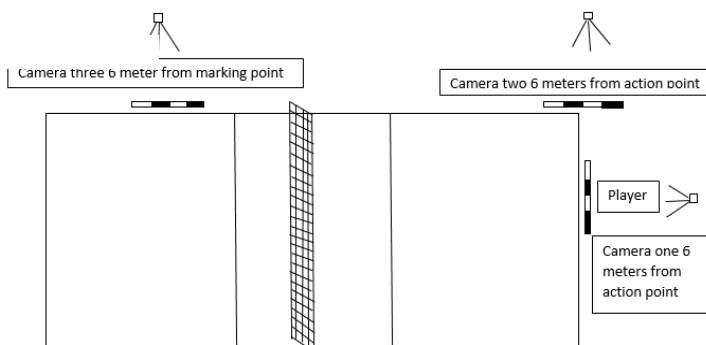 Camera three 6 meter from marking point
Camera two 6 meters from action point
Player
Camera one 6
meters from
action point